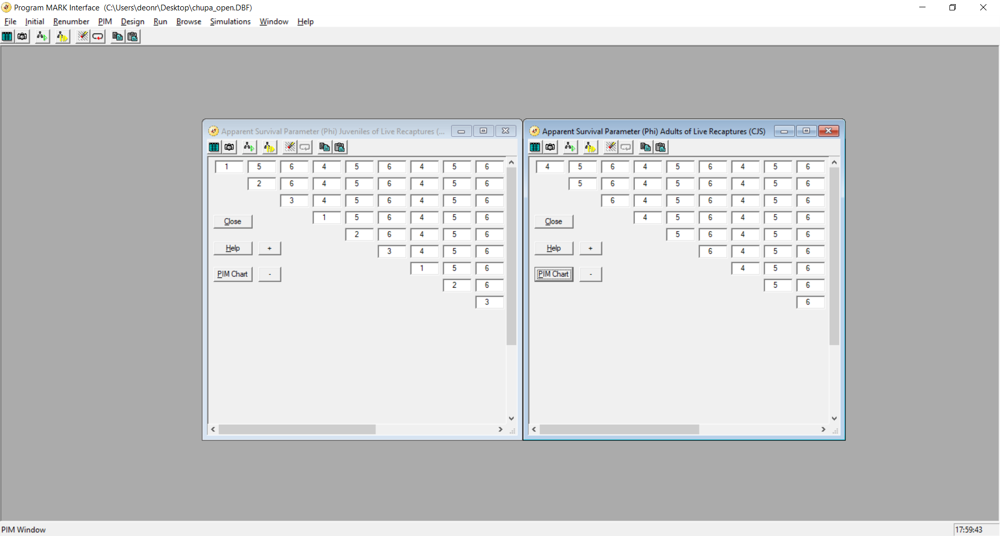 Program MARK Interface (C:\Users\deonr\Desktop\chupa_open.DBF)
File Initial Renumber PIM Design Run Browse Simulations Window Help
Apparent Survival Parameter (Phi) Juveniles of Live Recaptures (...
1 5 6 4 5 6 4 5 6
2 6 4 5 6 4 5 6
3 4 5 6 4 5 6
1 5 6 4 5 6
Close
2 6 4 5 6
3 4 5 6
Help +
1 5 6
PIM Chart -
2 6
3
Apparent Survival Parameter (Phi) Adults of Live Recaptures (CJS)
4 5 6 4 5 6 4 5 6
5 6 4 5 6 4 5 6
6 4 5 6 4 5 6
4 5 6 4 5 6
Close
5 6 4 5 6
6 4 5 6
Help +
4 5 6
PIM Chart -
5 6
6
PIM Window
17:59:43